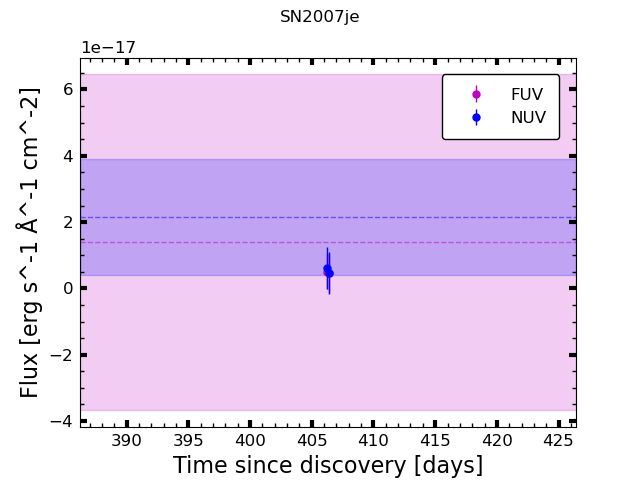 SN2007je
1e−17
FUV
NUV
6
4
2
0
−2
−4
Flux [erg s^-1 Å^-1 cm^-2]
390 395 400 405 410 415 420 425
Time since discovery [days]